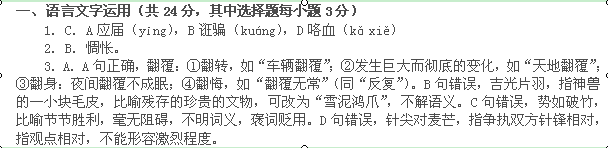 一、语言文字运用（共 24 分，其中选择题每小题 3 分）
1. C. A 应届（yíng），B 诳骗（kuáng），D 咯血（kǎ xiě）
2. B. 惆怅。
3. A. A 句正确，翻覆：①翻转，如“车辆翻覆”；②发生巨大而彻底的变化，如“天地翻覆”；
③翻身：夜间翻覆不成眠；④翻悔，如“翻覆无常”（同“反复”）。B 句错误，吉光片羽，指神兽
的一小块毛皮，比喻残存的珍贵的文物，可改为“雪泥鸿爪”，不解语义。C 句错误，势如破竹，
比喻节节胜利，毫无阻碍，不明词义，褒词贬用。D 句错误，针尖对麦芒，指争执双方针锋相对，
指观点相对，不能形容激烈程度。